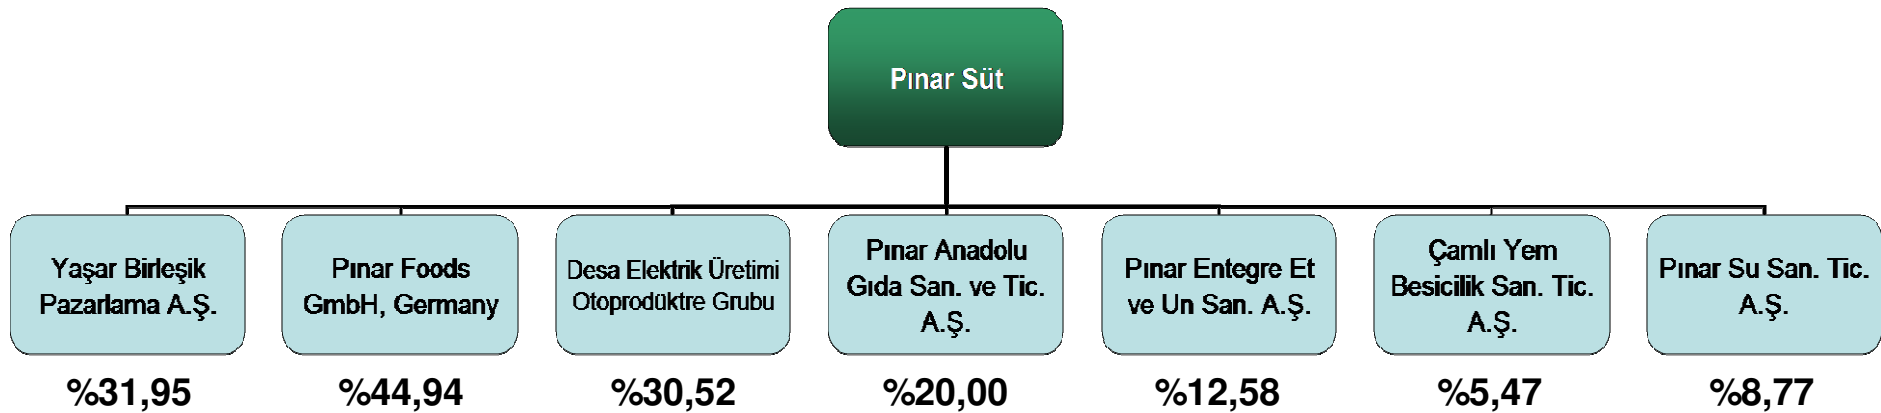 Pınar Süt
Yaşar Birleşik
Pazarlama A.Ş.
Pınar Foods
GmbH, Germany
Desa Elektrik Üretimi
Otoprodüktre Grubu
Pınar Anadolu
Gıda San. ve Tic.
A.Ş.
Pınar Entegre Et
ve Un San. A.Ş.
Çamlı Yem
Besicilik San. Tic.
A.Ş.
Pınar Su San. Tic.
A.Ş.
%31,95
%44,94
%30,52
%20,00
%12,58
%5,47
%8,77